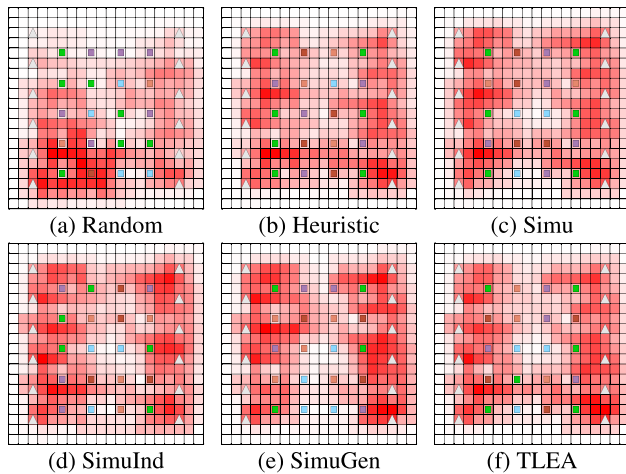 (a) Random
(b) Heuristic
(c) Simu
(d) SimuInd
(e) SimuGen
(f) TLEA